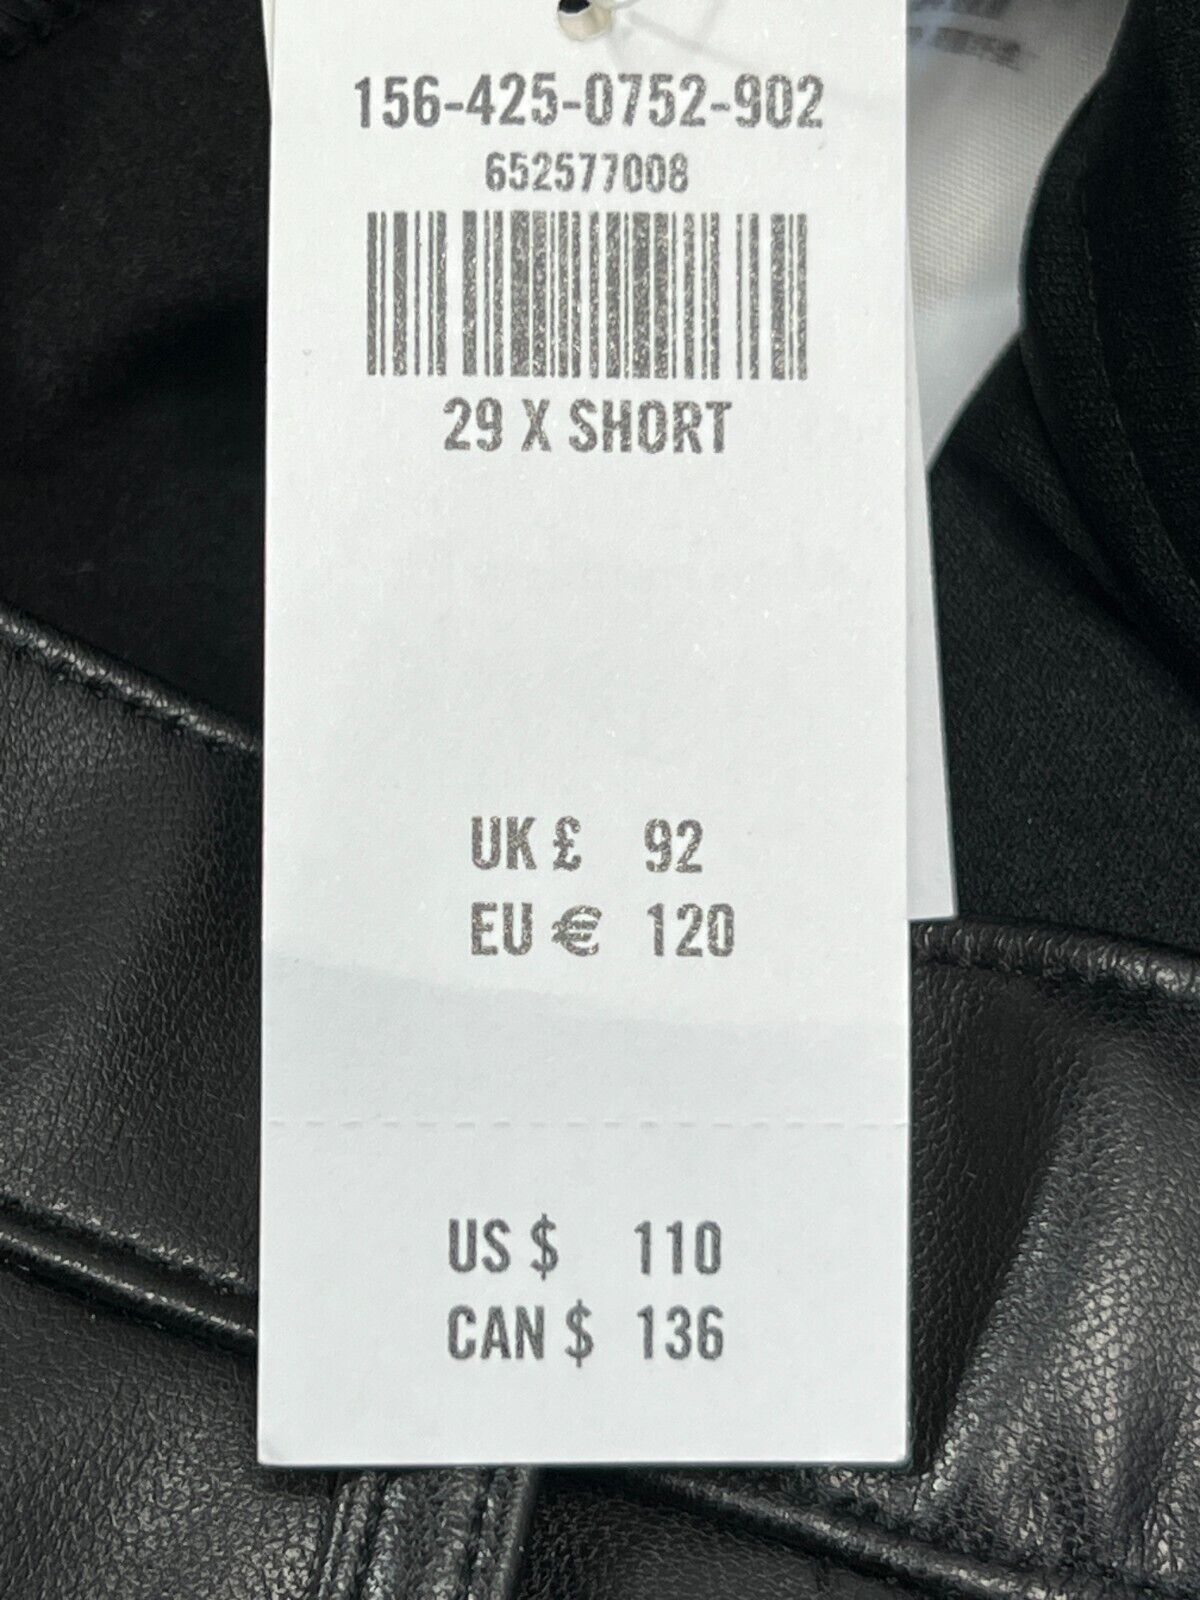 156-425-0752-902
652577008
29 X SHORT
UK £ 92
EU € 120
US $ 110
CAN $ 136